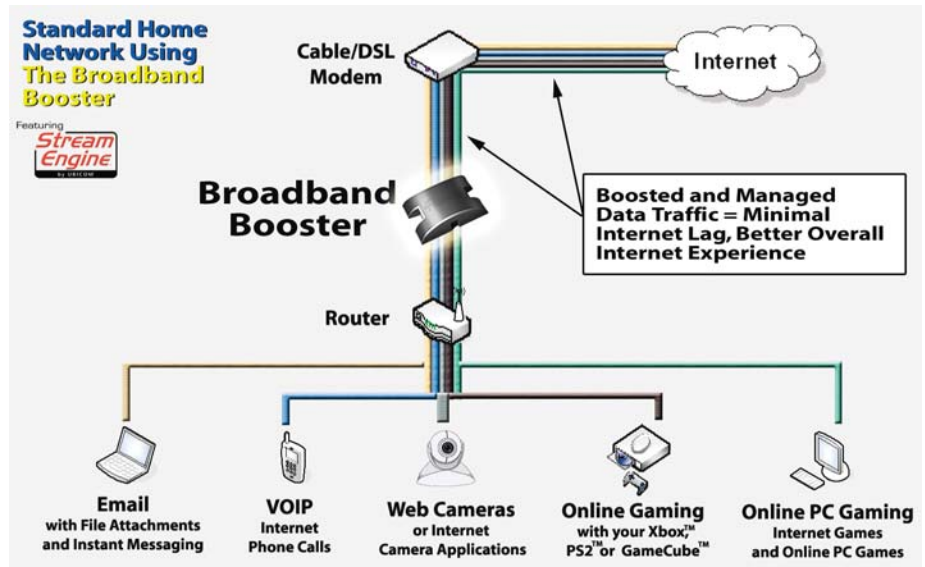 Standard Home
Network Using
The Broadband
Booster
Featuring
Stream
Engine
by UBICOM
Cable/DSL
Modem
Internet
Broadband
Booster
Boosted and Managed
Data Traffic = Minimal
Internet Lag, Better Overall
Internet Experience
Router
Email
with File Attachments
and Instant Messaging
VOIP
Internet
Phone Calls
Web Cameras
or Internet
Camera Applications
Online Gaming
with your Xbox,™
PS2™or GameCube™
Online PC Gaming
Internet Games
and Online PC Games